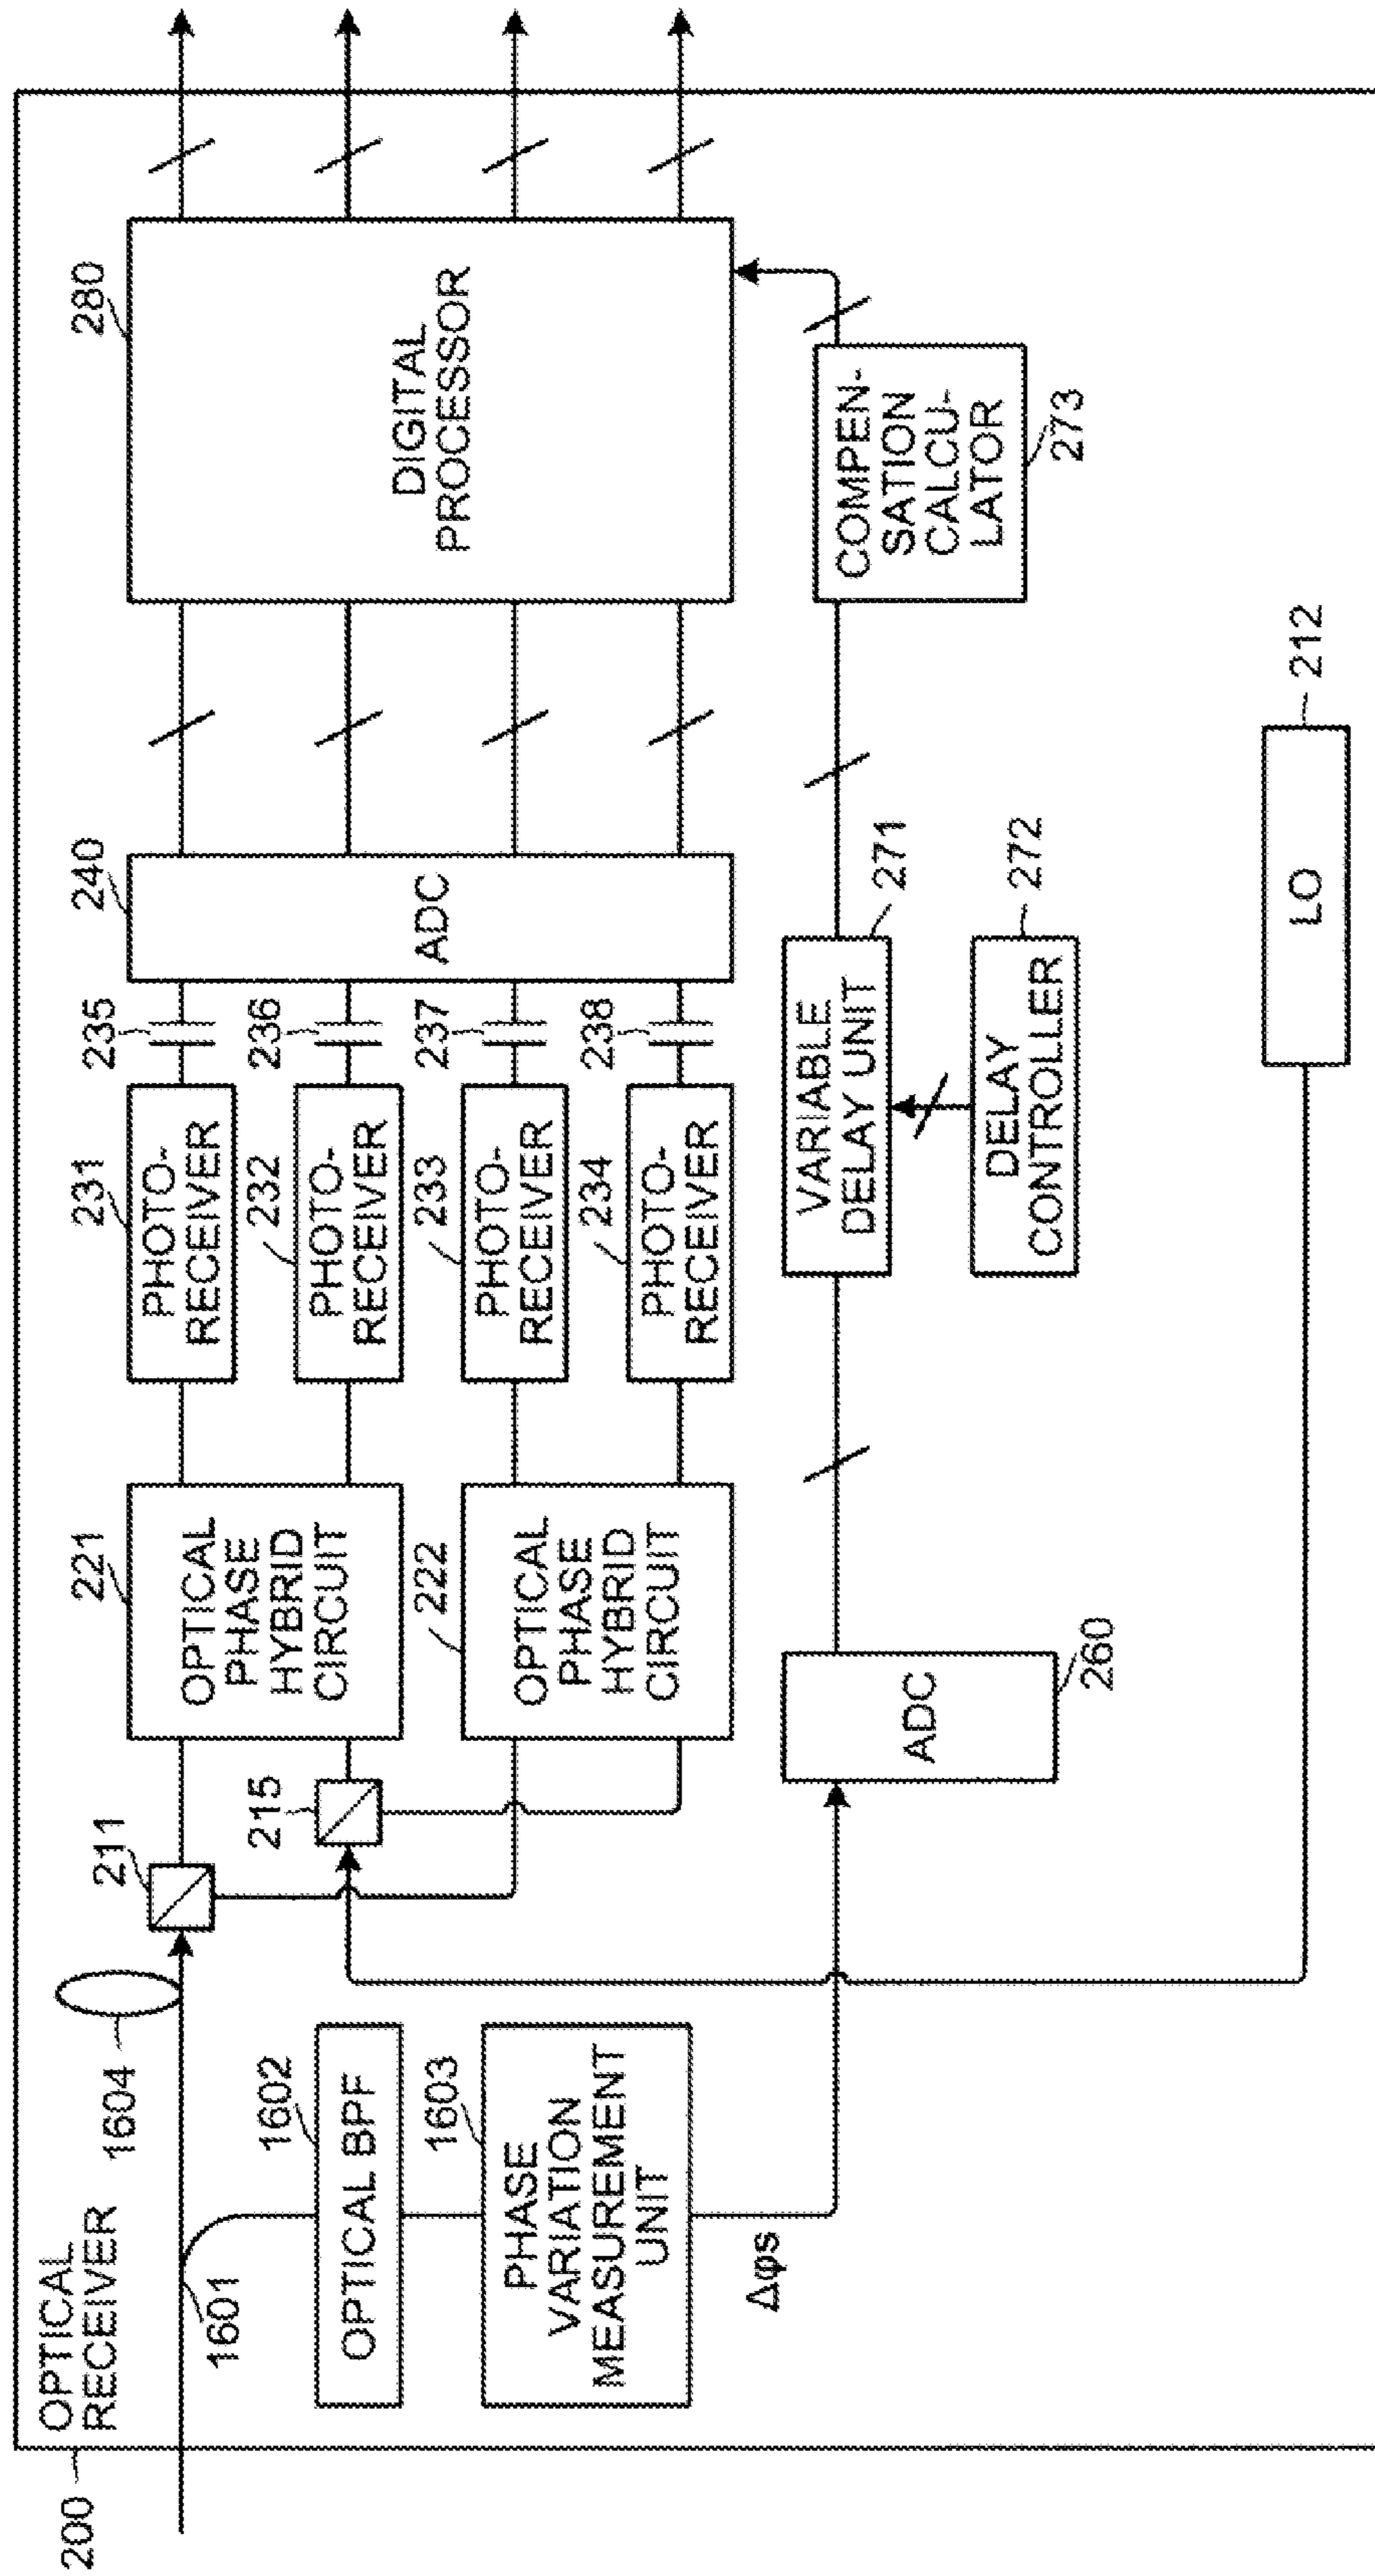 200
OPTICAL
RECEIVER
1601
1604
211
215
1602
OPTICAL BPF
1603
PHASE
VARIATION
MEASUREMENT
UNIT
Δφs
221
OPTICAL
PHASE
HYBRID
CIRCUIT
222
OPTICAL
PHASE
HYBRID
CIRCUIT
231
PHOTO-
RECEIVER
232
PHOTO-
RECEIVER
233
PHOTO-
RECEIVER
234
PHOTO-
RECEIVER
235
236
237
238
240
ADC
280
DIGITAL
PROCESSOR
ADC
260
VARIABLE
DELAY UNIT
271
DELAY
CONTROLLER
272
COMPEN-
SATION
CALCU-
LATOR
273
LO
212